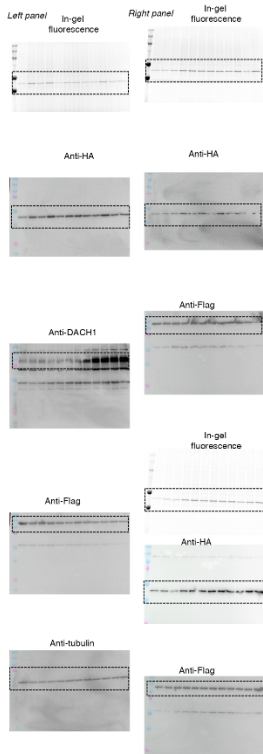 Left panel
In-gel
fluorescence
Right panel
In-gel
fluorescence
Anti-HA
Anti-HA
Anti-Flag
Anti-DACH1
In-gel
fluorescence
Anti-Flag
Anti-HA
Anti-tubulin
Anti-Flag